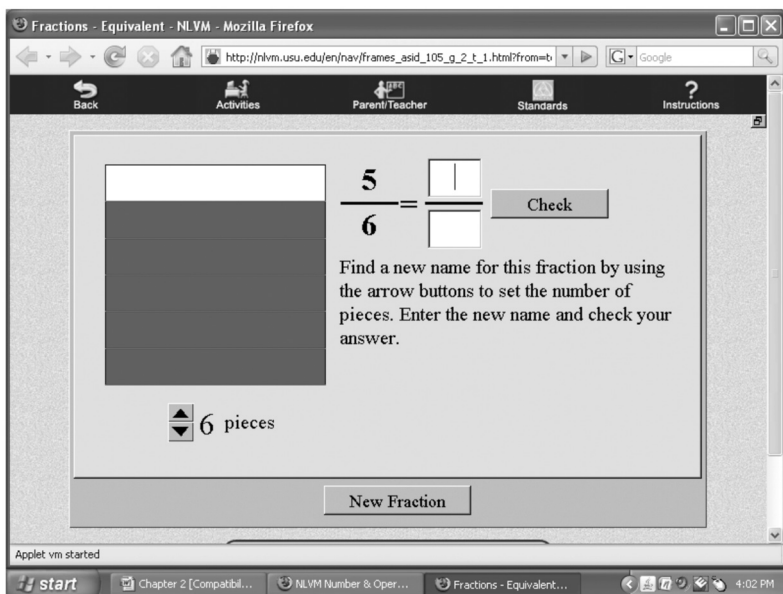 Fractions - Equivalent - NLVM - Mozilla Firefox
http://nlvm.usu.edu/en/nav/frames_asid_105_g_2_t_1.html?from=t
G Google
Back Activities Parent/Teacher Standards Instructions
5
6
=
Check
Find a new name for this fraction by using
the arrow buttons to set the number of
pieces. Enter the new name and check your
answer.
6 pieces
New Fraction
Applet vm started
start Chapter 2 [Compatibil... NLVM Number & Oper... Fractions - Equivalent... 4:02 PM